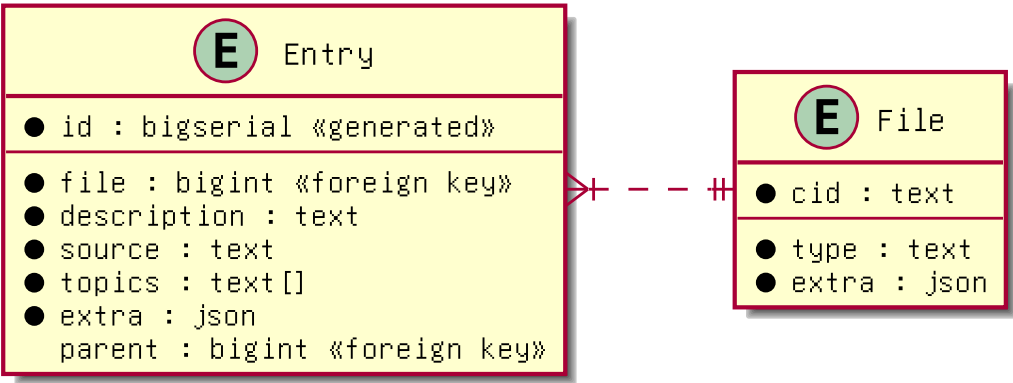 E Entry
● id : bigserial «generated»
● file : bigint «foreign key»
● description : text
● source : text
● topics : text[]
● extra : json
parent : bigint «foreign key»
E File
● cid : text
● type : text
● extra : json